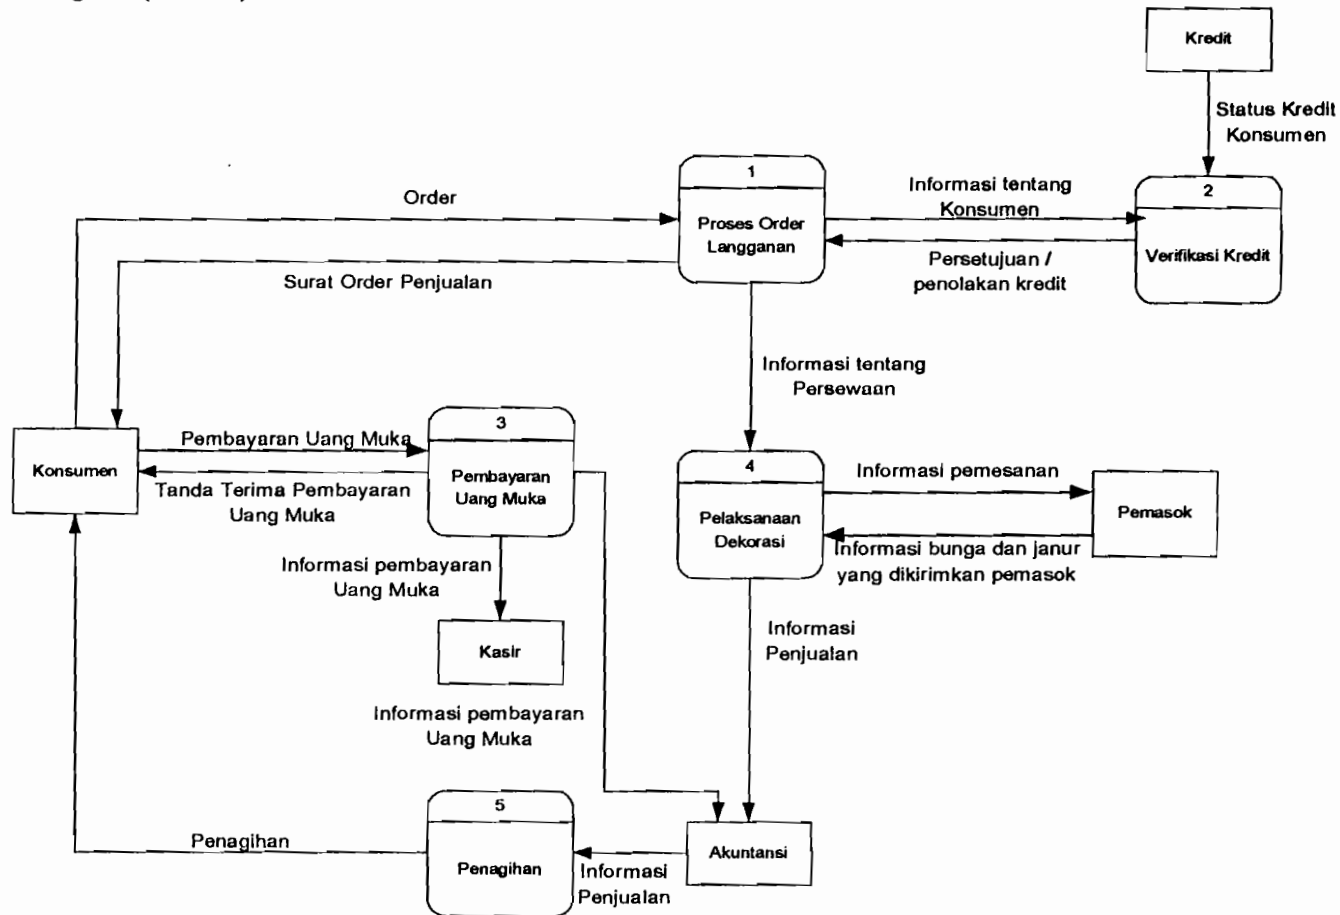 Kredit
Status Kredit
Konsumen
1
Proses Order
Langganan
Informasi tentang
Konsumen
2
Verifikasi Kredit
Order
Persetujuan /
penolakan kredit
Surat Order Penjualan
Informasi tentang
Persewaan
Konsumen
Pembayaran Uang Muka
Tanda Terima Pembayaran
Uang Muka
3
Pembayaran
Uang Muka
4
Pelaksanaan
Dekorasi
Informasi pemesanan
Pemasok
Informasi bunga dan janur
yang dikirimkan pemasok
Informasi pembayaran
Uang Muka
Kasir
Informasi
Penjualan
Informasi pembayaran
Uang Muka
5
Penagihan
Penagihan
Informasi
Penjualan
Akuntansi